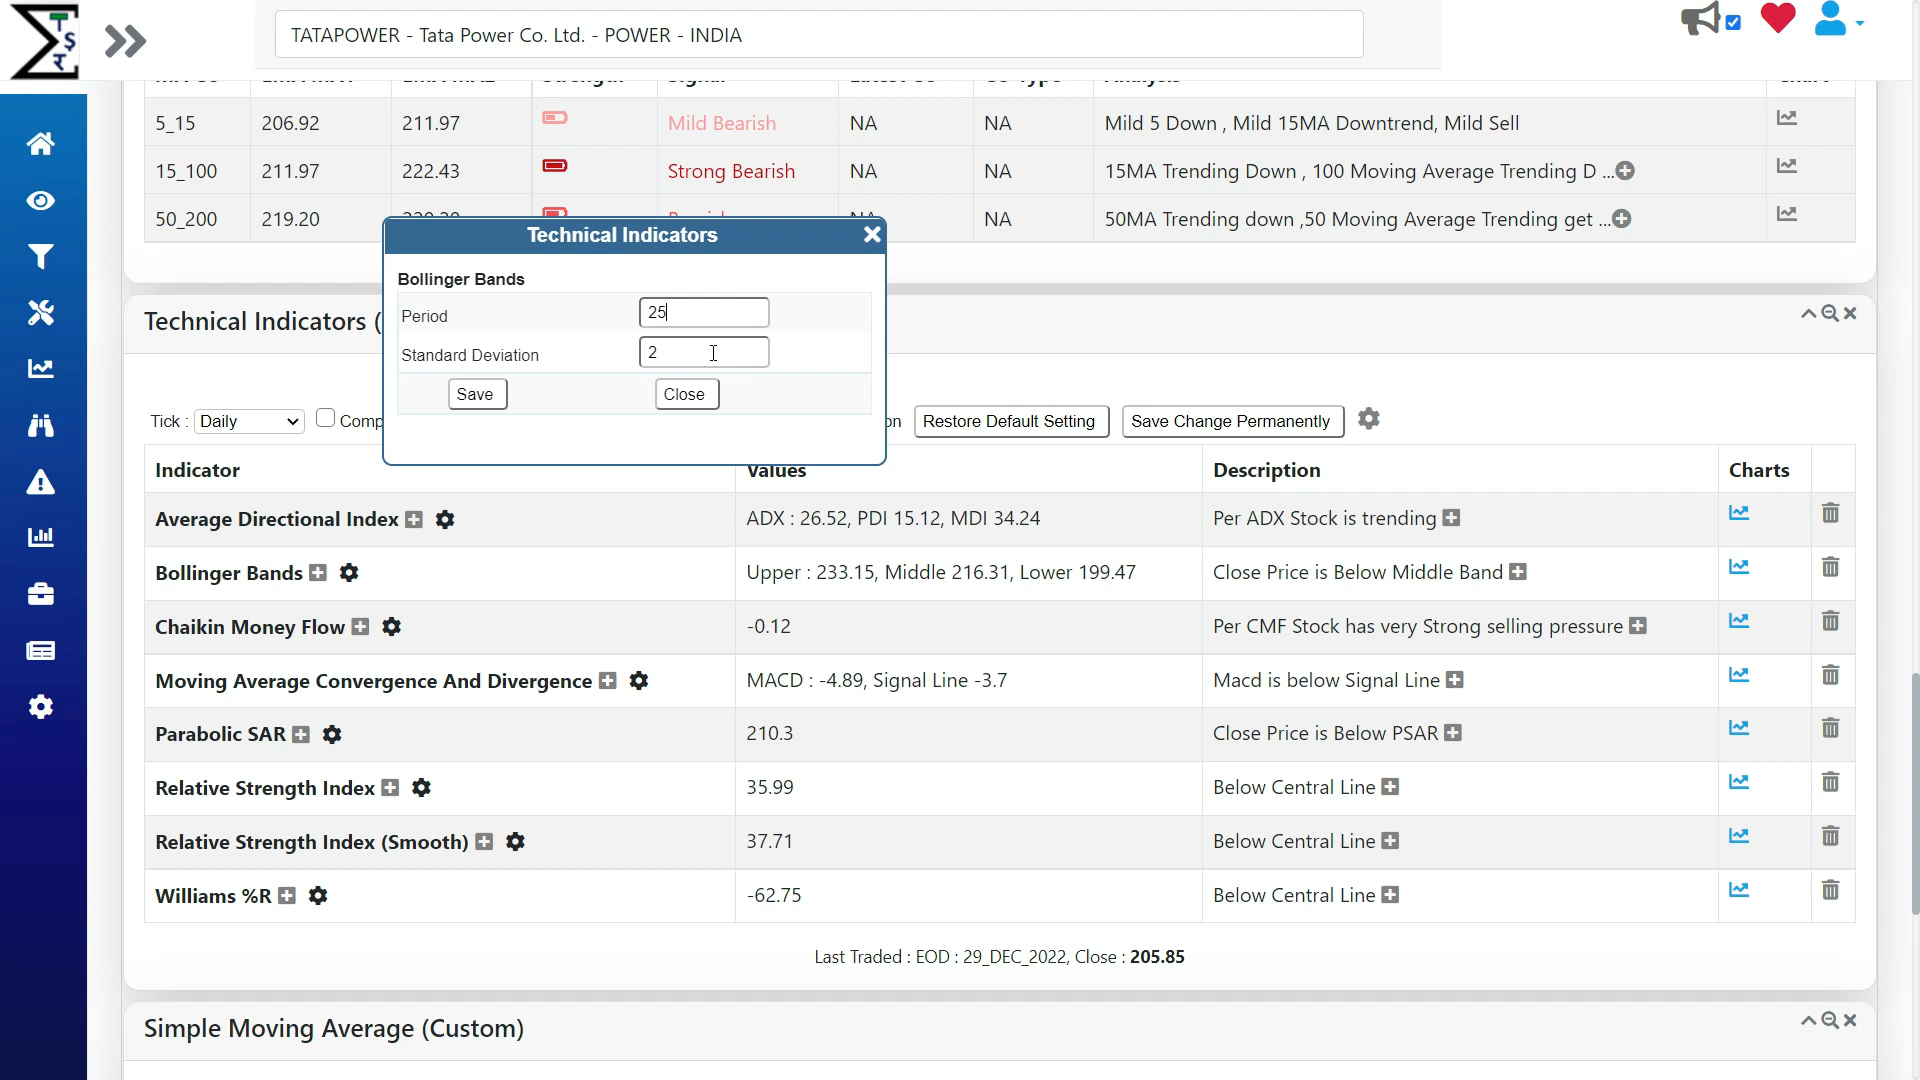 TATAPOWER - Tata Power Co. Ltd. - POWER - INDIA
5_15 206.92 211.97 Mild Bearish NA NA Mild 5 Down , Mild 15MA Downtrend, Mild Sell
15_100 211.97 222.43 Strong Bearish NA NA 15MA Trending Down , 100 Moving Average Trending D ...
50_200 219.20 NA 50MA Trending down ,50 Moving Average Trending get ...
Technical Indicators
Bollinger Bands
Period 25
Standard Deviation 2
Save Close
Technical Indicators (
Tick : Daily Comp on Restore Default Setting Save Change Permanently
Indicator Values Description Charts
Average Directional Index ADX : 26.52, PDI 15.12, MDI 34.24 Per ADX Stock is trending
Bollinger Bands Upper : 233.15, Middle 216.31, Lower 199.47 Close Price is Below Middle Band
Chaikin Money Flow -0.12 Per CMF Stock has very Strong selling pressure
Moving Average Convergence And Divergence MACD : -4.89, Signal Line -3.7 Macd is below Signal Line
Parabolic SAR 210.3 Close Price is Below PSAR
Relative Strength Index 35.99 Below Central Line
Relative Strength Index (Smooth) 37.71 Below Central Line
Williams %R -62.75 Below Central Line
Last Traded : EOD : 29_DEC_2022, Close : 205.85
Simple Moving Average (Custom)